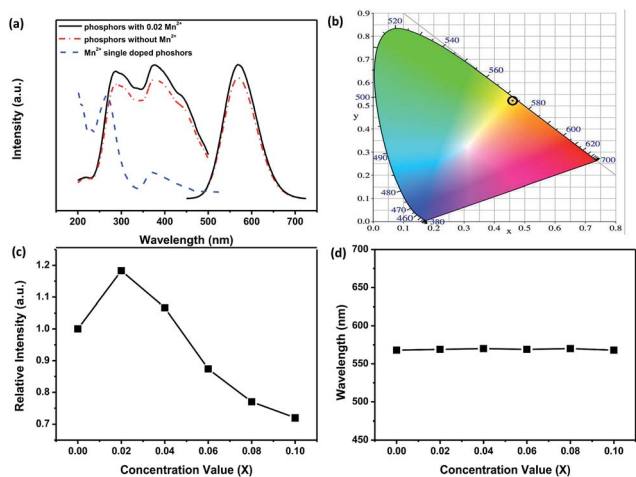 (a)
phosphors with 0.02 Mn²⁺
phosphors without Mn²⁺
Mn²⁺ single doped phoshors
Intensity (a.u.)
200 300 400 500 600 700
Wavelength (nm)
(b)
0.9
0.8
0.7
0.6
0.5
y
0.4
0.3
0.2
0.1
0.0
0.0 0.1 0.2 0.3 0.4 0.5 0.6 0.7 0.8
x
520
540
560
500
580
600
620
700
490
480
470
460
380
(c)
Relative Intensity (a.u.)
1.2
1.1
1.0
0.9
0.8
0.7
0.00 0.02 0.04 0.06 0.08 0.10
Concentration Value (X)
(d)
Wavelength (nm)
700
650
600
550
500
450
0.00 0.02 0.04 0.06 0.08 0.10
Concentration Value (X)